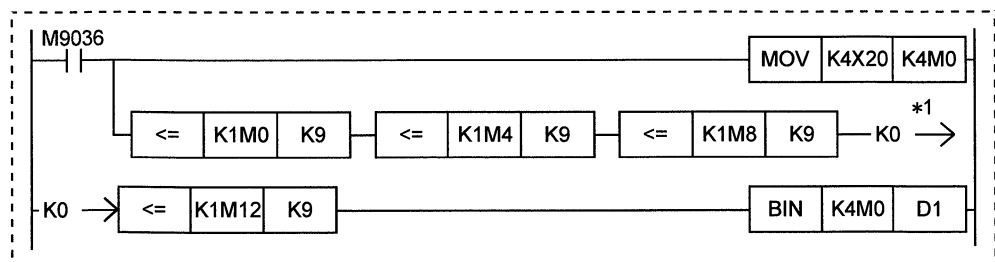 M9036
MOV K4X20 K4M0
*1
<= K1M0 K9 <= K1M4 K9 <= K1M8 K9 K0
K0 <= K1M12 K9 BIN K4M0 D1